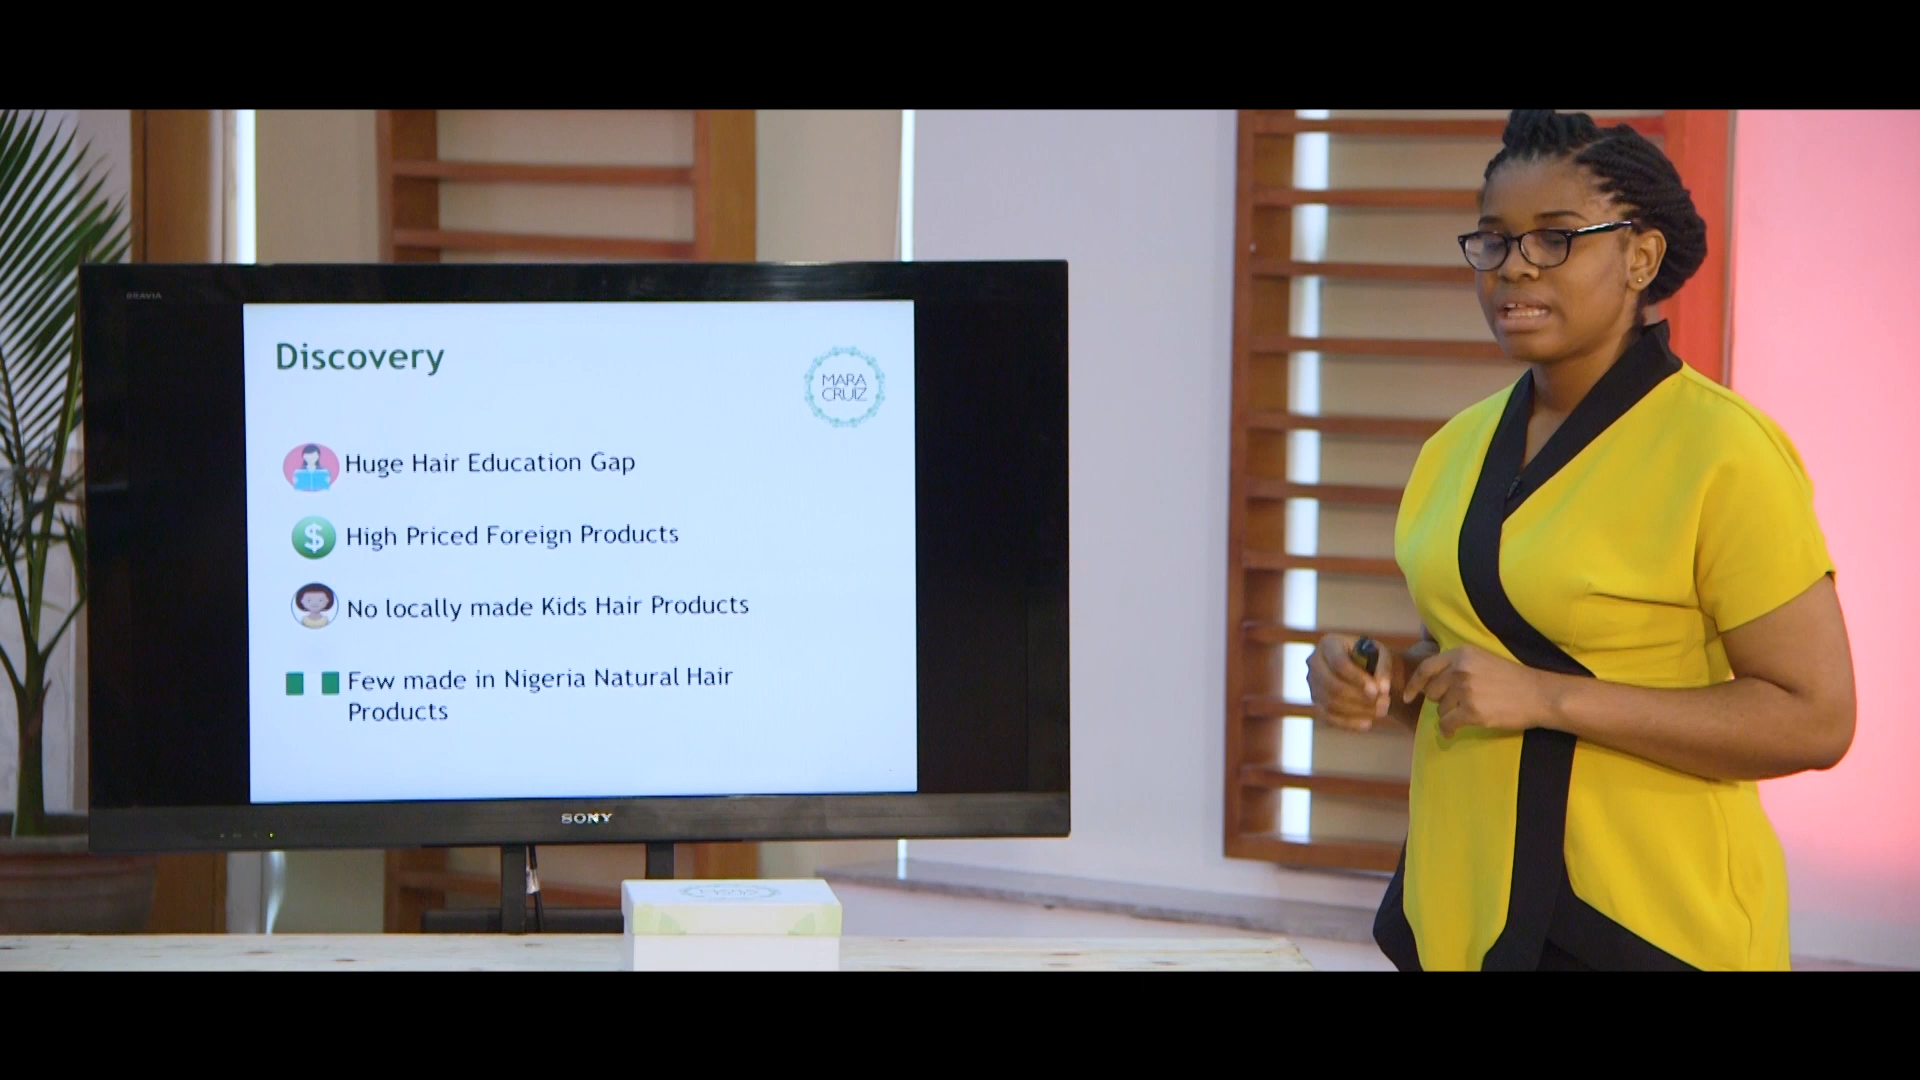 BRAVIA
Discovery
MARA
CRUIZ
Huge Hair Education Gap
$
High Priced Foreign Products
No locally made Kids Hair Products
Few made in Nigeria Natural Hair
Products
SONY